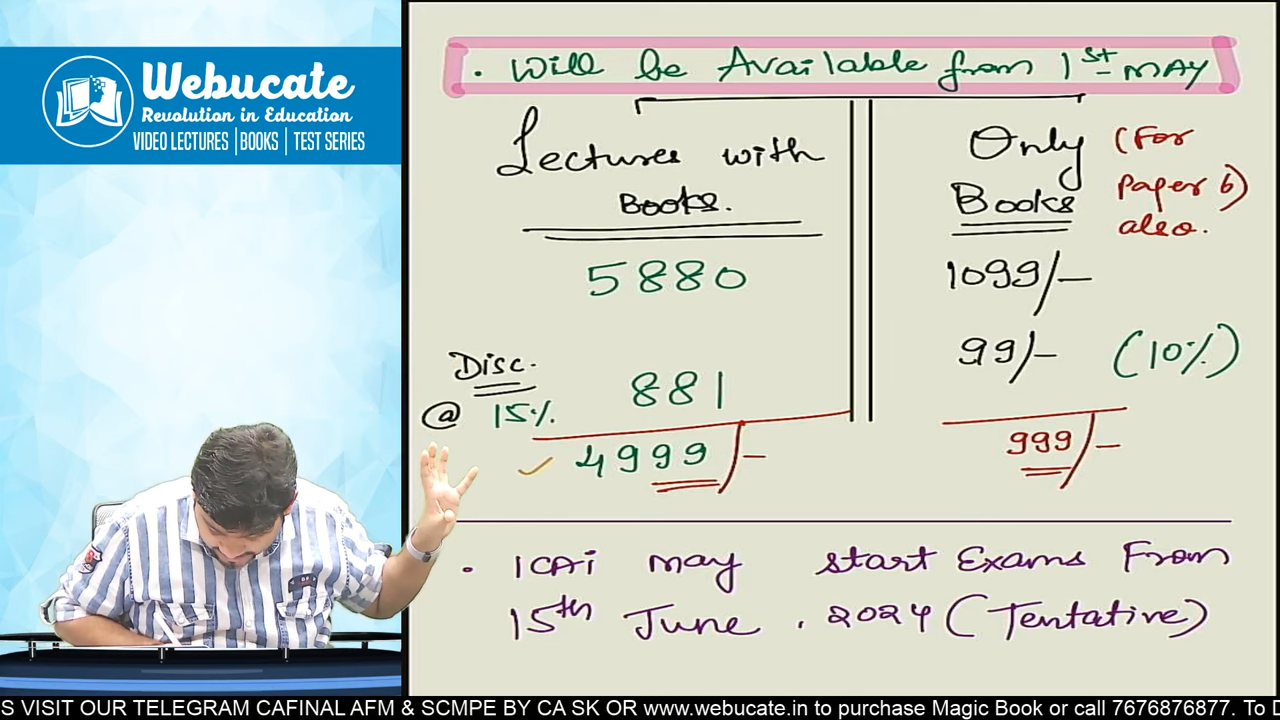 Webucate
Revolution in Education
VIDEO LECTURES | BOOKS | TEST SERIES
. Will be Available from 1st MAY
Lectures with
Books.
5880
Disc.
@ 15% 881
4999/-
Only
Books
(For
Paper 6)
also.
1099/-
99/- (10%)
999/-
. ICAi may start Exams From
15th June . 2024 (Tentative)
S VISIT OUR TELEGRAM CAFINAL AFM & SCMPE BY CA SK OR www.webucate.in to purchase Magic Book or call 7676876877. To